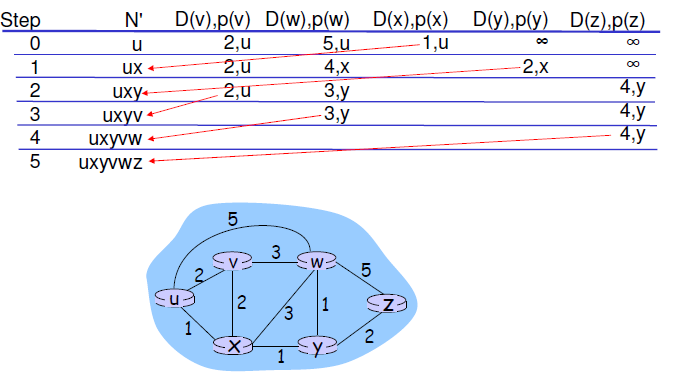 Step N' D(v),p(v) D(w),p(w) D(x),p(x) D(y),p(y) D(z),p(z)
0 u 2,u 5,u 1,u ∞ ∞
1 ux 2,u 4,x 2,x ∞
2 uxy 2,u 3,y 4,y
3 uxyv 3,y 4,y
4 uxyvw 4,y
5 uxyvwz
5
v 3 w
2 5
u 2 3 1 z
1 2
x 1 y